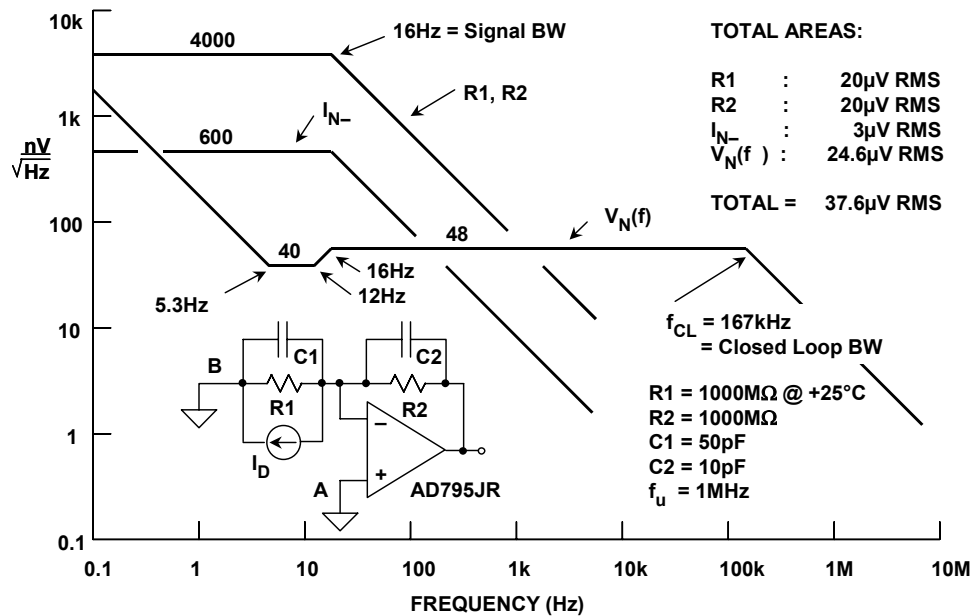 10k
1k
nV
√Hz
100
10
1
0.1
0.1
1
10
100
1k
10k
100k
1M
10M
FREQUENCY (Hz)
4000
16Hz = Signal BW
R1, R2
I_N–
600
40
48
V_N(f)
5.3Hz
16Hz
12Hz
f_CL = 167kHz
= Closed Loop BW
TOTAL AREAS:
R1 : 20µV RMS
R2 : 20µV RMS
I_N– : 3µV RMS
V_N(f ) : 24.6µV RMS
TOTAL = 37.6µV RMS
B
C1
R1
I_D
C2
R2
–
+
A
AD795JR
R1 = 1000MΩ @ +25°C
R2 = 1000MΩ
C1 = 50pF
C2 = 10pF
f_u = 1MHz